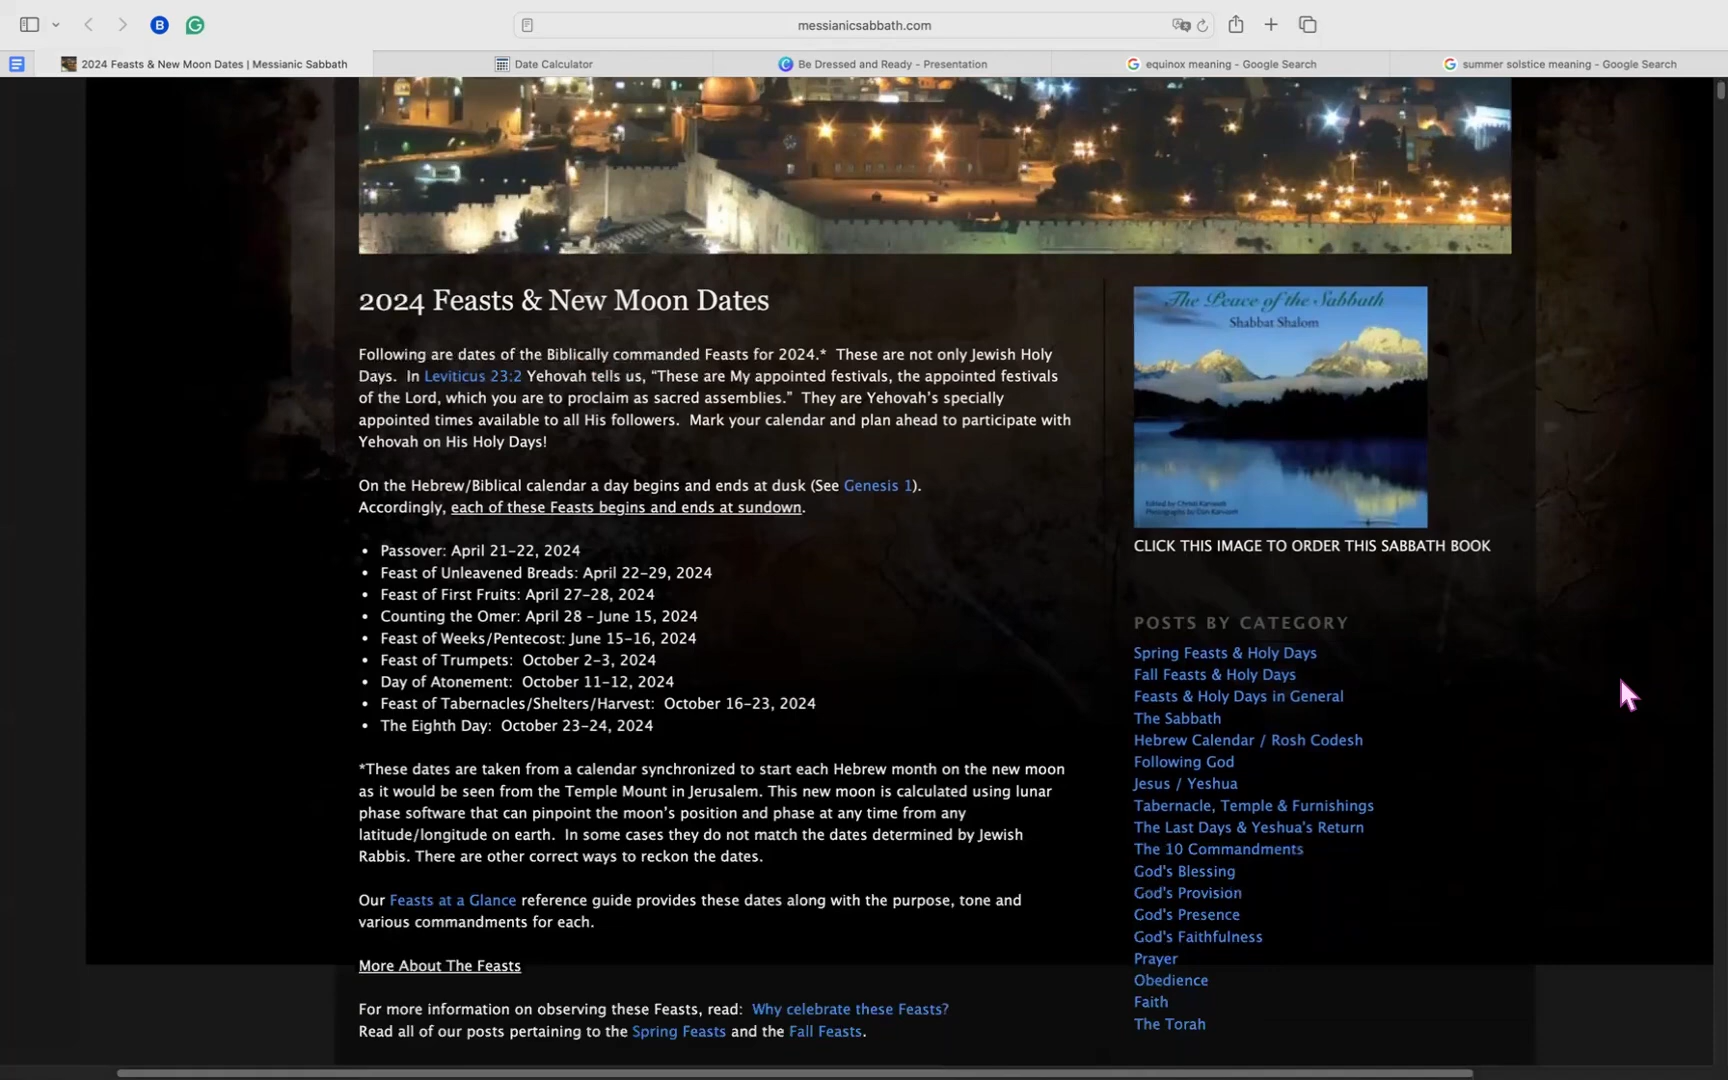 B
G
messianicsabbath.com
2024 Feasts & New Moon Dates | Messianic Sabbath
Date Calculator
C
Be Dressed and Ready - Presentation
G
equinox meaning - Google Search
G
summer solstice meaning - Google Search
2024 Feasts & New Moon Dates
Following are dates of the Biblically commanded Feasts for 2024.* These are not only Jewish Holy
Days. In Leviticus 23:2 Yehovah tells us, “These are My appointed festivals, the appointed festivals
of the Lord, which you are to proclaim as sacred assemblies.” They are Yehovah’s specially
appointed times available to all His followers. Mark your calendar and plan ahead to participate with
Yehovah on His Holy Days!
On the Hebrew/Biblical calendar a day begins and ends at dusk (See Genesis 1).
Accordingly, each of these Feasts begins and ends at sundown.
• Passover: April 21–22, 2024
• Feast of Unleavened Breads: April 22–29, 2024
• Feast of First Fruits: April 27–28, 2024
• Counting the Omer: April 28 – June 15, 2024
• Feast of Weeks/Pentecost: June 15–16, 2024
• Feast of Trumpets: October 2–3, 2024
• Day of Atonement: October 11–12, 2024
• Feast of Tabernacles/Shelters/Harvest: October 16–23, 2024
• The Eighth Day: October 23–24, 2024
*These dates are taken from a calendar synchronized to start each Hebrew month on the new moon
as it would be seen from the Temple Mount in Jerusalem. This new moon is calculated using lunar
phase software that can pinpoint the moon’s position and phase at any time from any
latitude/longitude on earth. In some cases they do not match the dates determined by Jewish
Rabbis. There are other correct ways to reckon the dates.
Our Feasts at a Glance reference guide provides these dates along with the purpose, tone and
various commandments for each.
More About The Feasts
For more information on observing these Feasts, read: Why celebrate these Feasts?
Read all of our posts pertaining to the Spring Feasts and the Fall Feasts.
The Peace of the Sabbath
Shabbat Shalom
Edited by Christi
Photographs by Dan
CLICK THIS IMAGE TO ORDER THIS SABBATH BOOK
POSTS BY CATEGORY
Spring Feasts & Holy Days
Fall Feasts & Holy Days
Feasts & Holy Days in General
The Sabbath
Hebrew Calendar / Rosh Codesh
Following God
Jesus / Yeshua
Tabernacle, Temple & Furnishings
The Last Days & Yeshua's Return
The 10 Commandments
God's Blessing
God's Provision
God's Presence
God's Faithfulness
Prayer
Obedience
Faith
The Torah